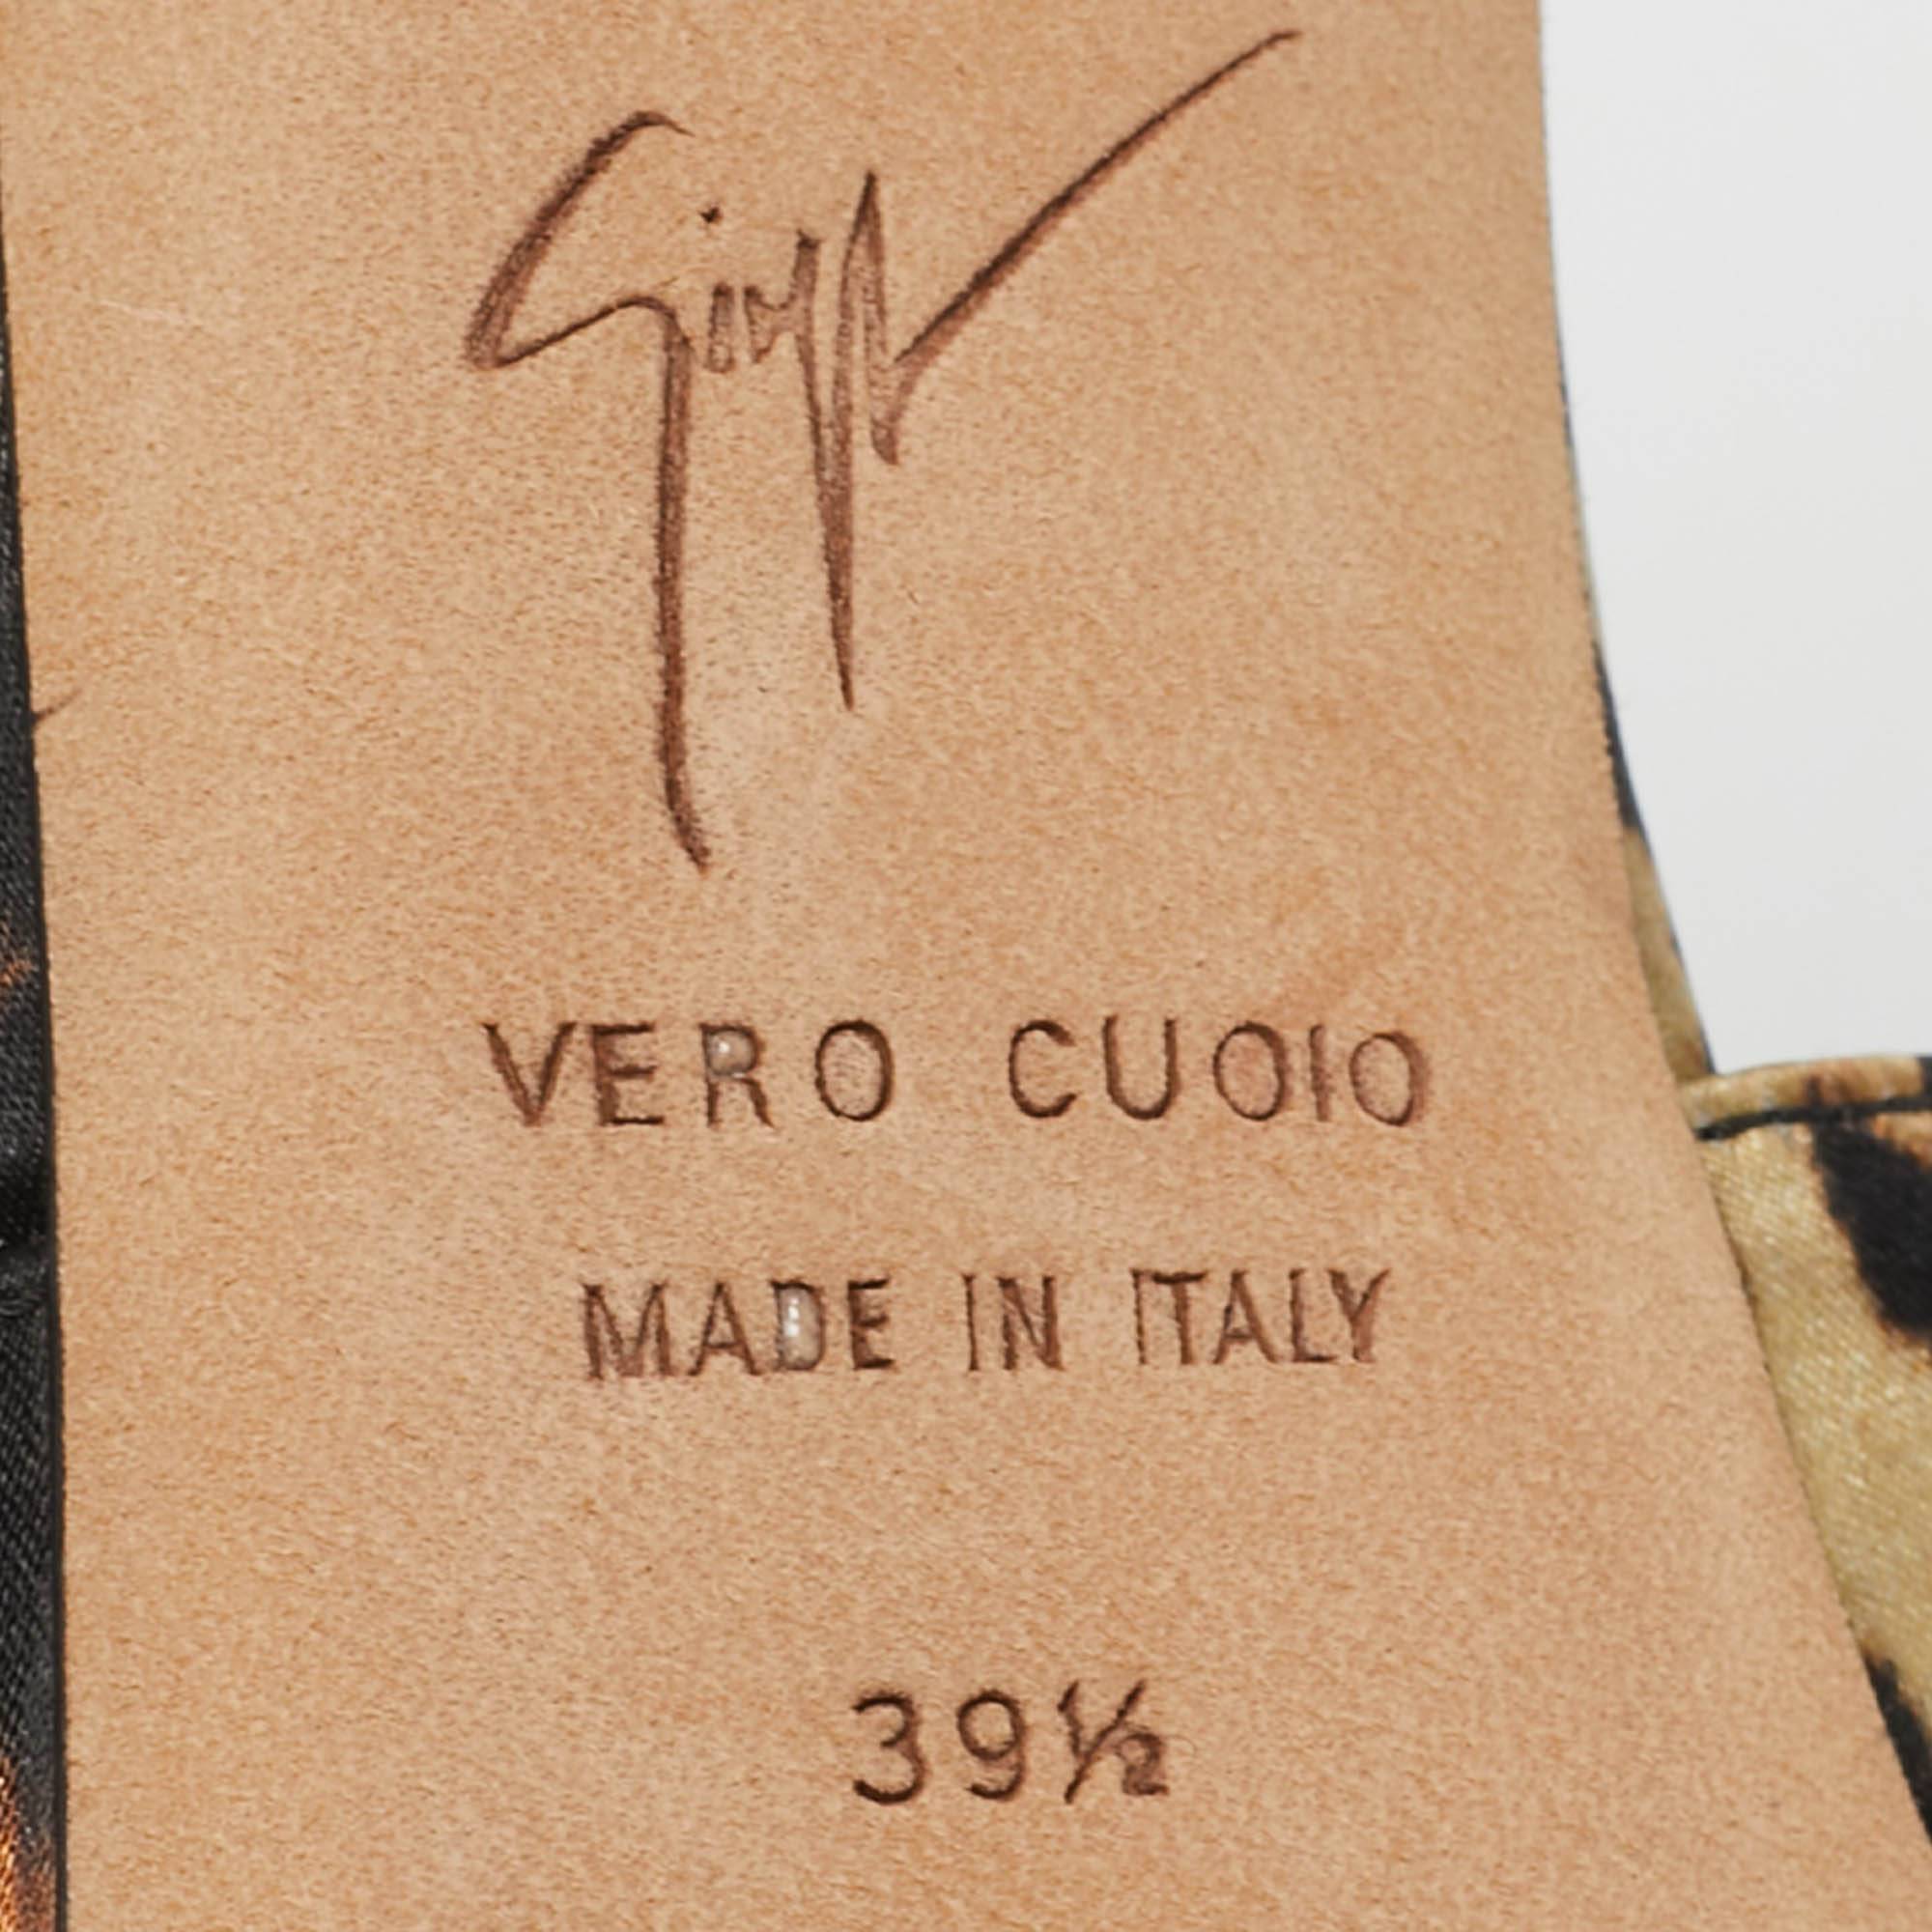 VERO CUOIO
MADE IN ITALY
39½